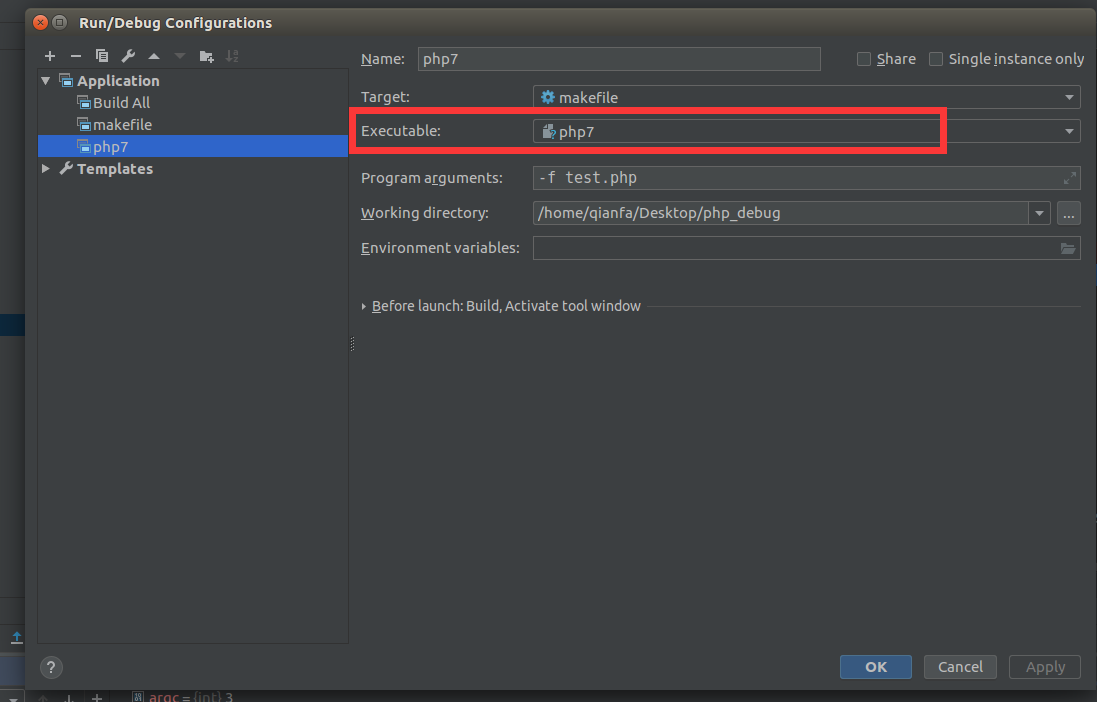 Run/Debug Configurations
Application
Build All
makefile
php7
Templates
Name: php7
Share
Single instance only
Target: makefile
Executable: php7
Program arguments: -f test.php
Working directory: /home/qianfa/Desktop/php_debug
...
Environment variables:
Before launch: Build, Activate tool window
?
OK
Cancel
Apply
argc = {int} 3